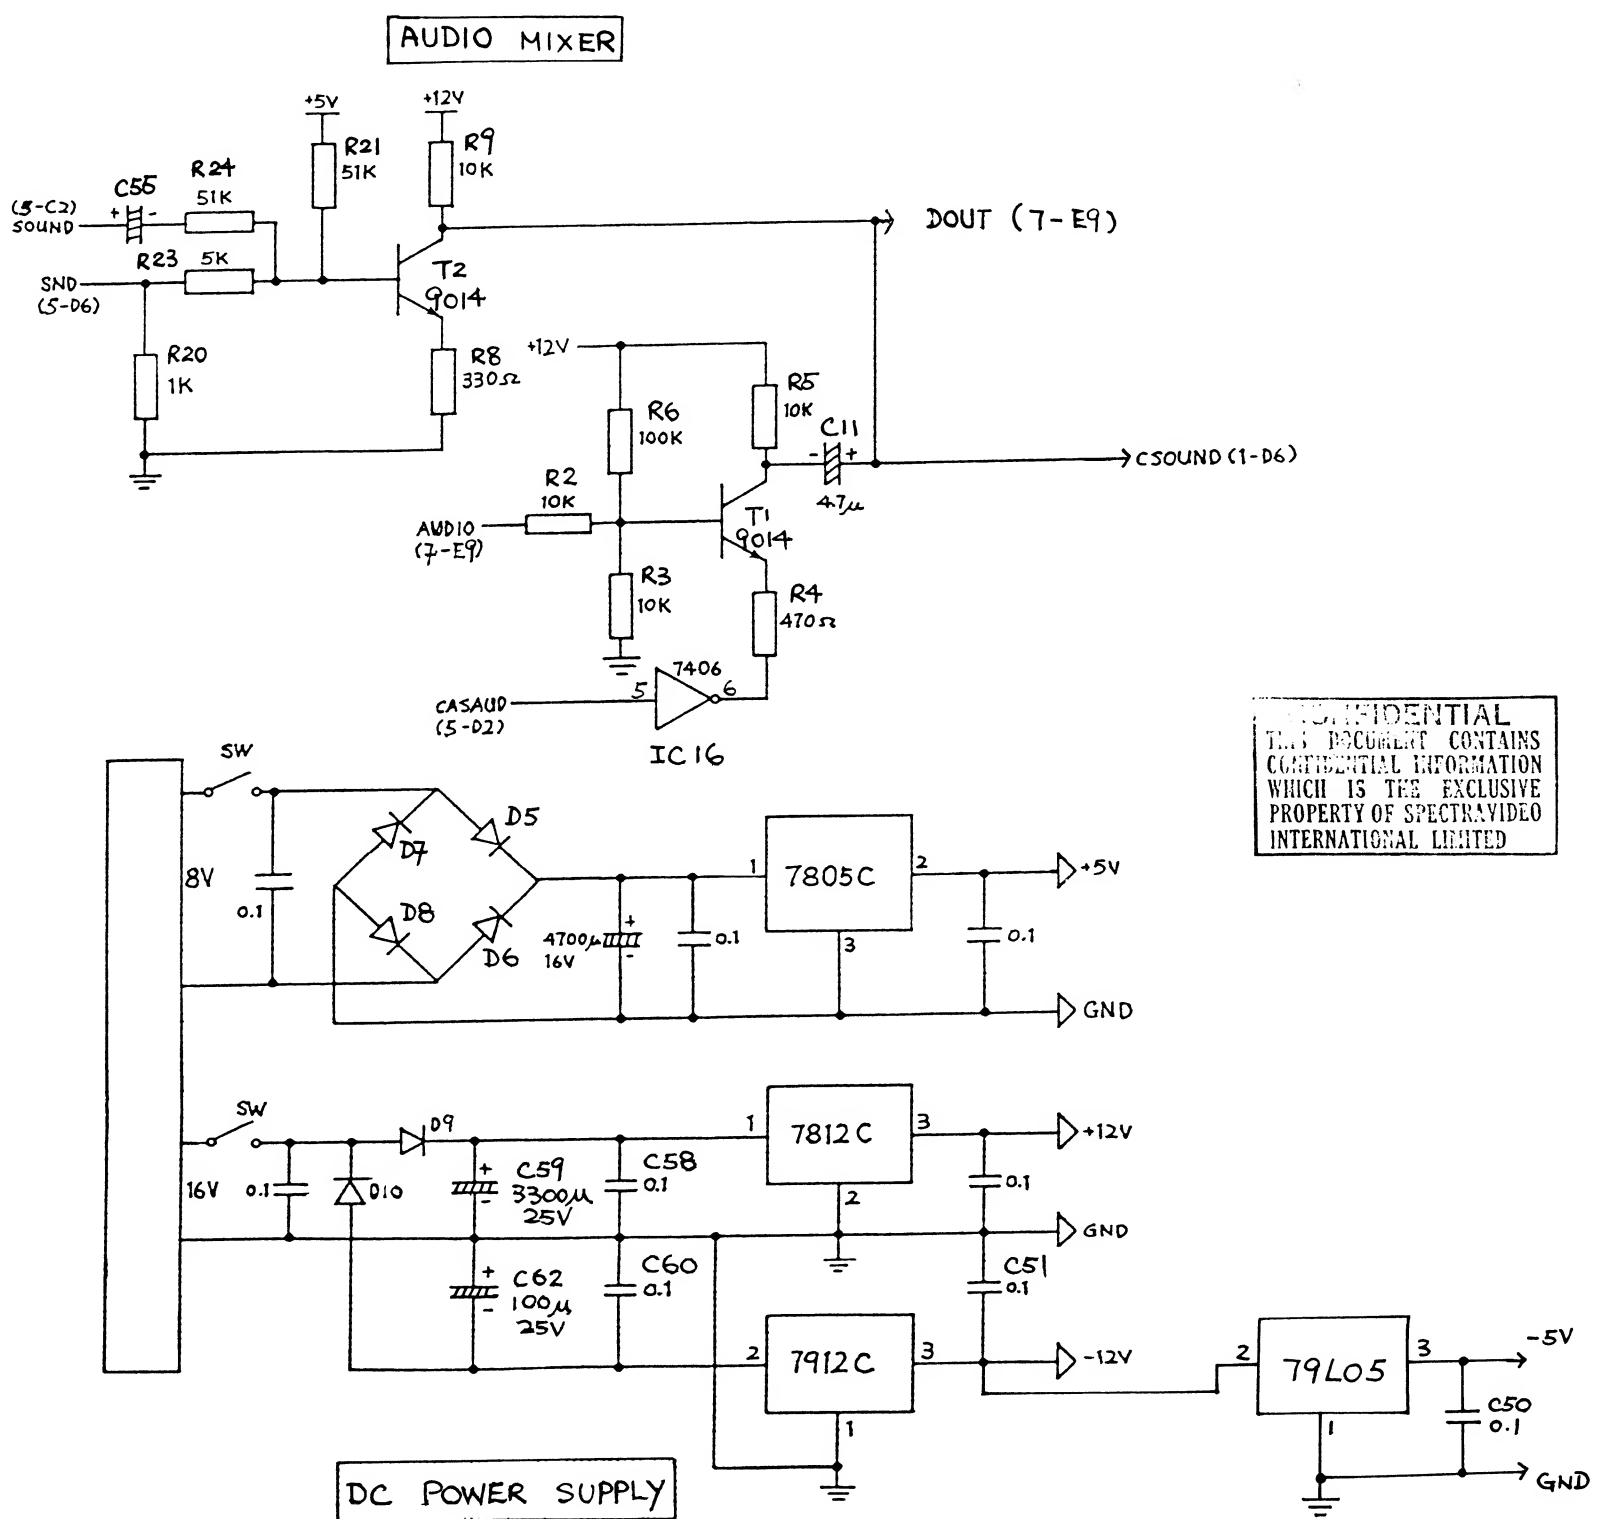 AUDIO MIXER
+5V
+12V
R21
51K
R9
10K
R24
51K
C55
+ -
(5-C2)
SOUND
R23
5K
SND
(5-D6)
T2
9014
DOUT (7-E9)
R20
1K
R8
330Ω
+12V
R6
100K
R5
10K
C11
- +
4.7µ
CSOUND (1-D6)
R2
10K
AUDIO
(7-E9)
T1
9014
R3
10K
R4
470Ω
7406
5
6
CASAUD
(5-D2)
IC16
CONFIDENTIAL
THIS DOCUMENT CONTAINS
CONFIDENTIAL INFORMATION
WHICH IS THE EXCLUSIVE
PROPERTY OF SPECTRAVIDEO
INTERNATIONAL LIMITED
SW
8V
0.1
D7
D5
D8
D6
+
4700µ
16V
-
0.1
1
7805C
2
3
0.1
+5V
GND
SW
16V
0.1
D10
D9
+
-
C59
3300µ
25V
C58
0.1
1
7812C
3
2
0.1
+12V
GND
+
-
C62
100µ
25V
C60
0.1
C51
0.1
2
7912C
3
1
-12V
2
79L05
3
1
-5V
C50
0.1
GND
DC POWER SUPPLY